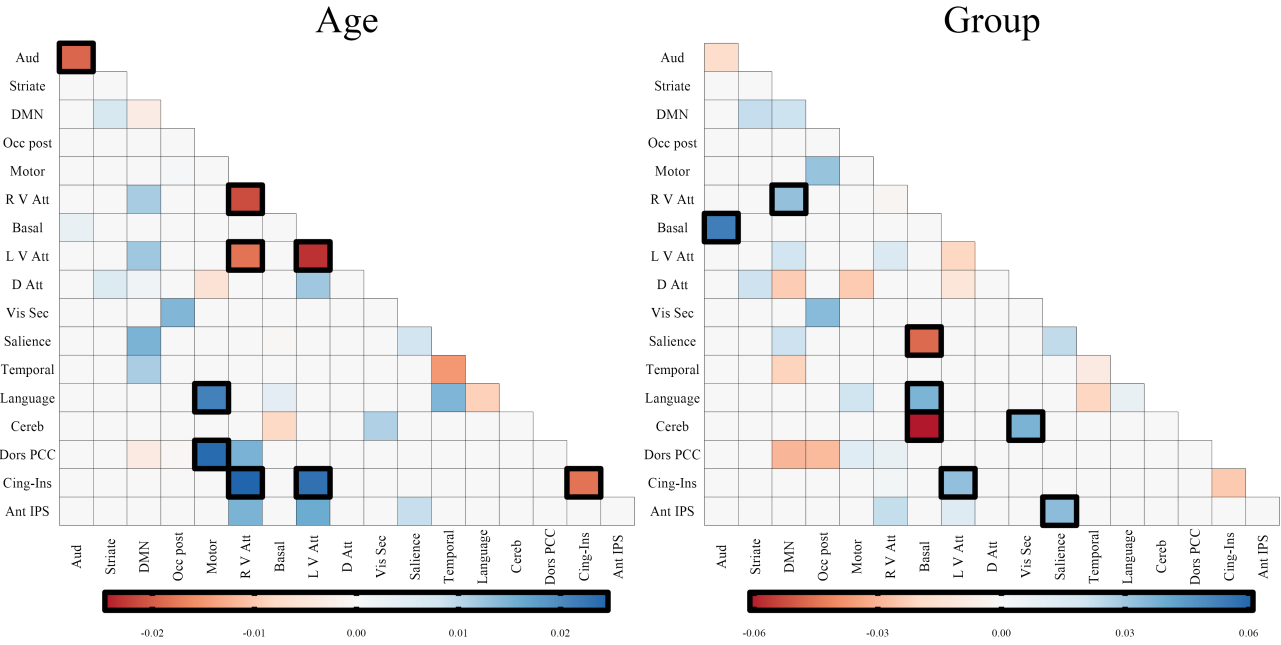 Age
Group
Aud
Striate
DMN
Occ post
Motor
R V Att
Basal
L V Att
D Att
Vis Sec
Salience
Temporal
Language
Cereb
Dors PCC
Cing-Ins
Ant IPS
Aud
Striate
DMN
Occ post
Motor
R V Att
Basal
L V Att
D Att
Vis Sec
Salience
Temporal
Language
Cereb
Dors PCC
Cing-Ins
Ant IPS
-0.02 -0.01 0.00 0.01 0.02
Aud
Striate
DMN
Occ post
Motor
R V Att
Basal
L V Att
D Att
Vis Sec
Salience
Temporal
Language
Cereb
Dors PCC
Cing-Ins
Ant IPS
Aud
Striate
DMN
Occ post
Motor
R V Att
Basal
L V Att
D Att
Vis Sec
Salience
Temporal
Language
Cereb
Dors PCC
Cing-Ins
Ant IPS
-0.06 -0.03 0.00 0.03 0.06